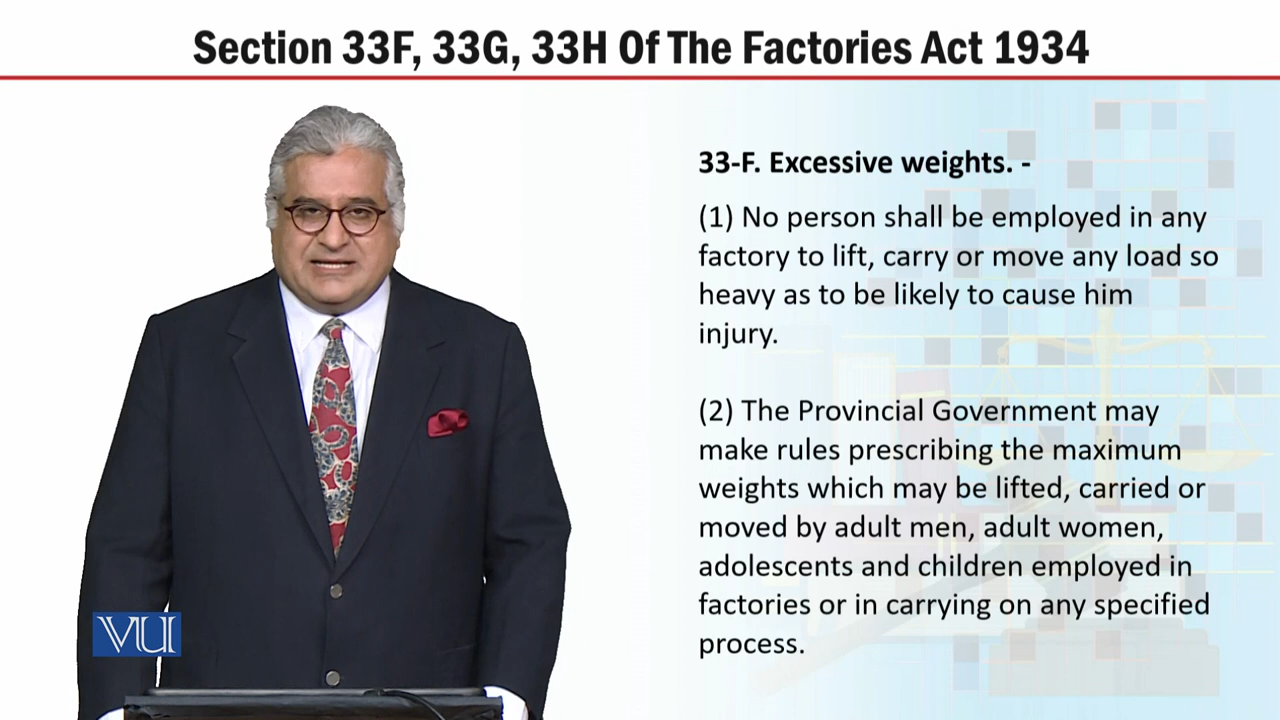 Section 33F, 33G, 33H Of The Factories Act 1934
33-F. Excessive weights. -
(1) No person shall be employed in any
factory to lift, carry or move any load so
heavy as to be likely to cause him
injury.
(2) The Provincial Government may
make rules prescribing the maximum
weights which may be lifted, carried or
moved by adult men, adult women,
adolescents and children employed in
factories or in carrying on any specified
process.
VU